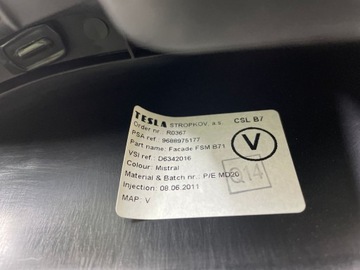 TESLA STROPKOV, a.s. CSL B7
Order nr.: R0367
PSA ref : 9686975177
Part name: Facade FSM B71
VSI ref : D6342016
Colour: Mistral
Material & Batch nr.: P/E MD20
Injection: 08.06.2011
MAP: V
V
Q14